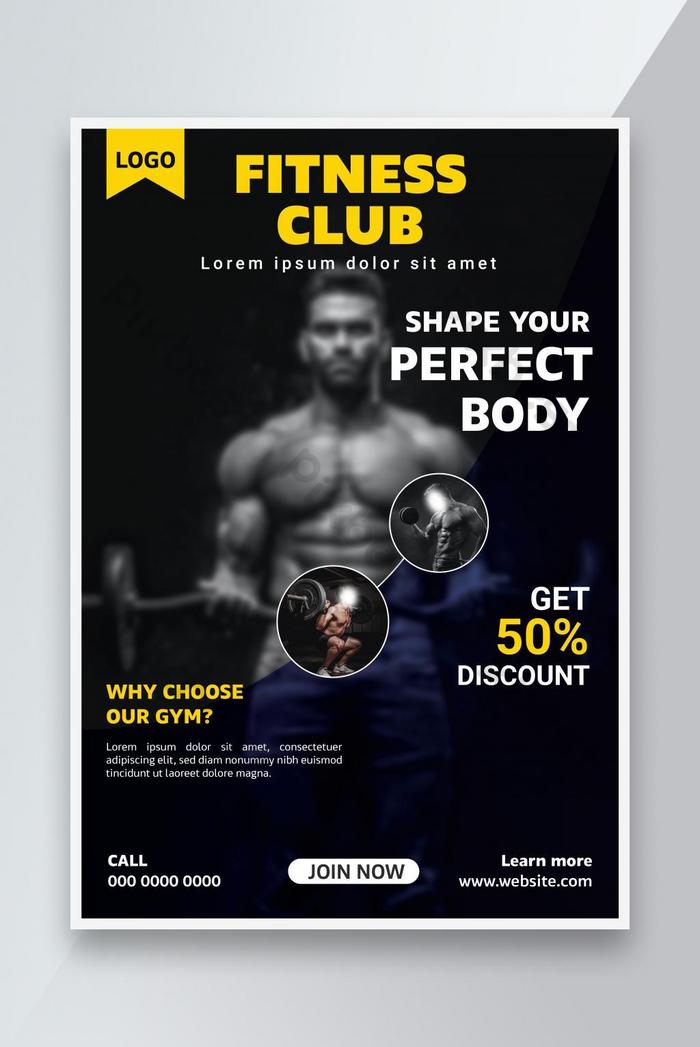 LOGO
FITNESS
CLUB
Lorem ipsum dolor sit amet
SHAPE YOUR
PERFECT
BODY
GET
50%
DISCOUNT
WHY CHOOSE
OUR GYM?
Lorem ipsum dolor sit amet, consectetuer
adipiscing elit, sed diam nonummy nibh euismod
tincidunt ut laoreet dolore magna.
CALL
000 0000 0000
JOIN NOW
Learn more
www.website.com